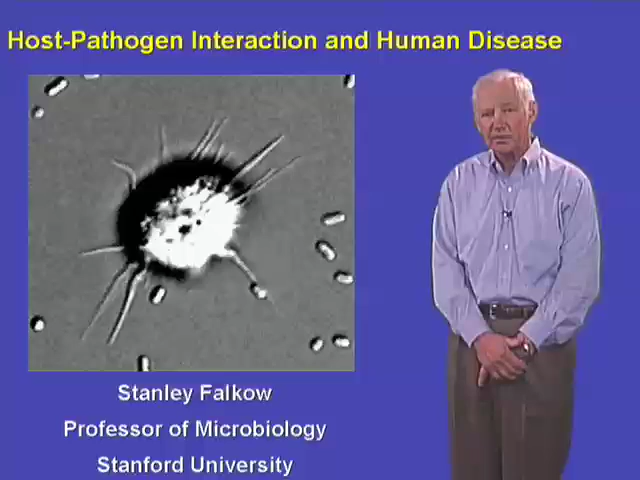 Host-Pathogen Interaction and Human Disease
Stanley Falkow
Professor of Microbiology
Stanford University